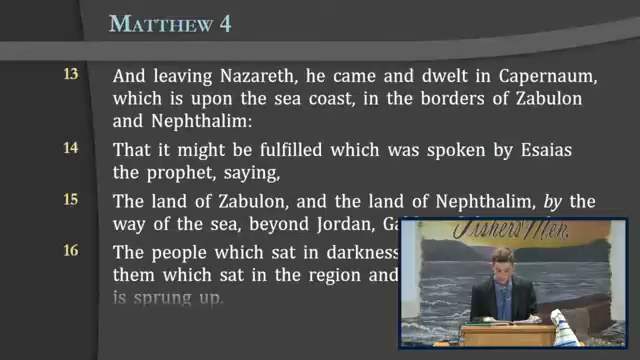 MATTHEW 4
13 And leaving Nazareth, he came and dwelt in Capernaum,
which is upon the sea coast, in the borders of Zabulon
and Nephthalim:
14 That it might be fulfilled which was spoken by Esaias
the prophet, saying,
15 The land of Zabulon, and the land of Nephthalim, by the
way of the sea, beyond Jordan,
16 The people which sat in darkness
them which sat in the region and
is sprung up.
Fishers Men.